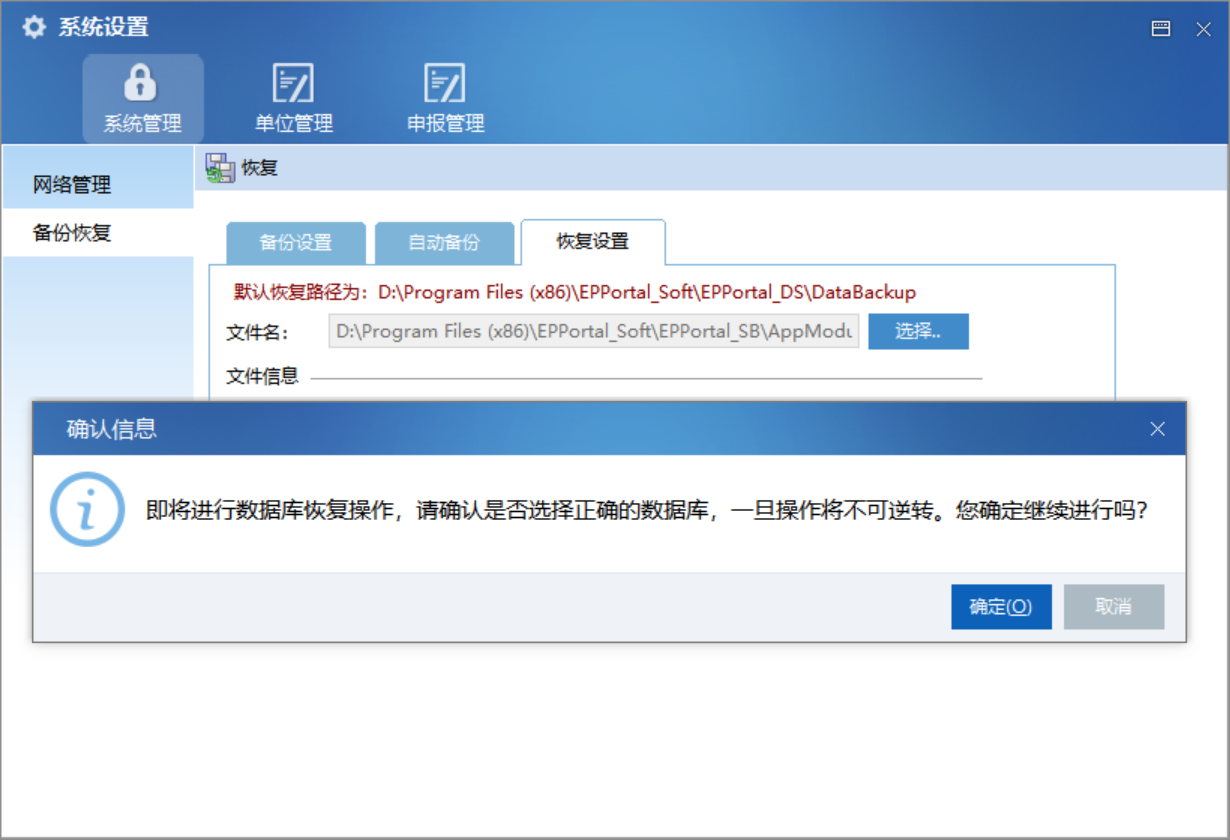 系统设置
系统管理
单位管理
申报管理
网络管理
备份恢复
恢复
备份设置
自动备份
恢复设置
默认恢复路径为：D:\Program Files (x86)\EPPortal_Soft\EPPortal_DS\DataBackup
文件名：
D:\Program Files (x86)\EPPortal_Soft\EPPortal_SB\AppModu
选择..
文件信息
确认信息
即将进行数据库恢复操作，请确认是否选择正确的数据库，一旦操作将不可逆转。您确定继续进行吗?
确定(O)
取消